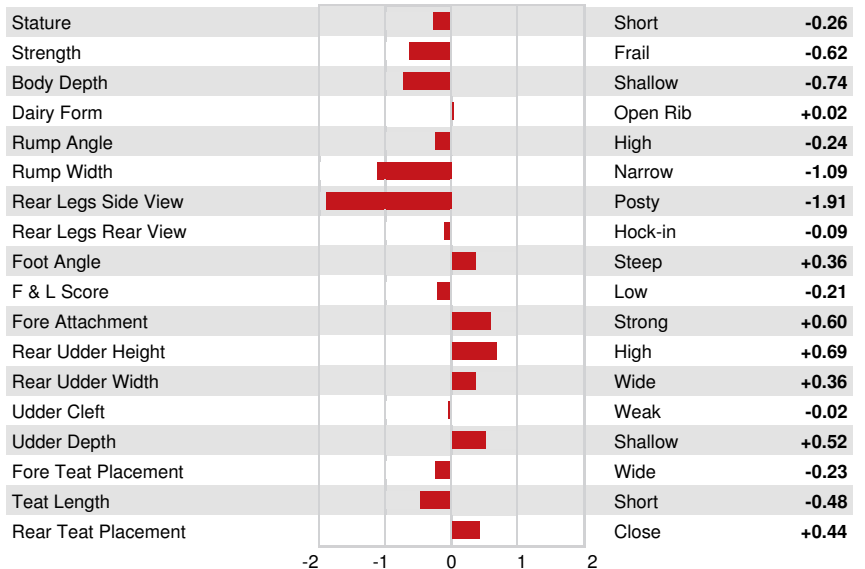 Stature Short -0.26
Strength Frail -0.62
Body Depth Shallow -0.74
Dairy Form Open Rib +0.02
Rump Angle High -0.24
Rump Width Narrow -1.09
Rear Legs Side View Posty -1.91
Rear Legs Rear View Hock-in -0.09
Foot Angle Steep +0.36
F & L Score Low -0.21
Fore Attachment Strong +0.60
Rear Udder Height High +0.69
Rear Udder Width Wide +0.36
Udder Cleft Weak -0.02
Udder Depth Shallow +0.52
Fore Teat Placement Wide -0.23
Teat Length Short -0.48
Rear Teat Placement Close +0.44
-2 -1 0 1 2